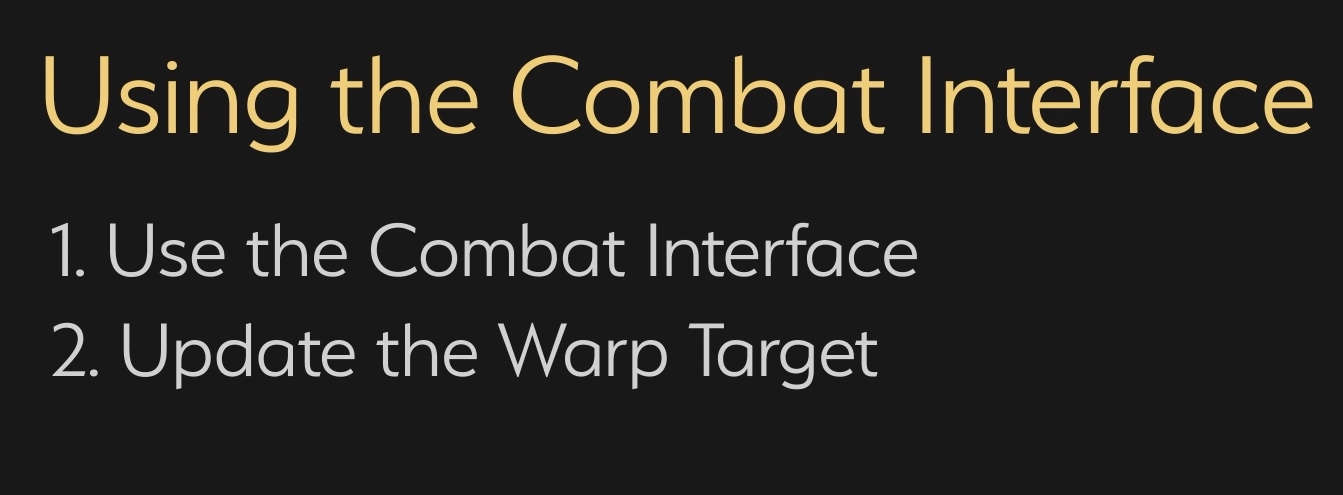 Using the Combat Interface
1. Use the Combat Interface
2. Update the Warp Target